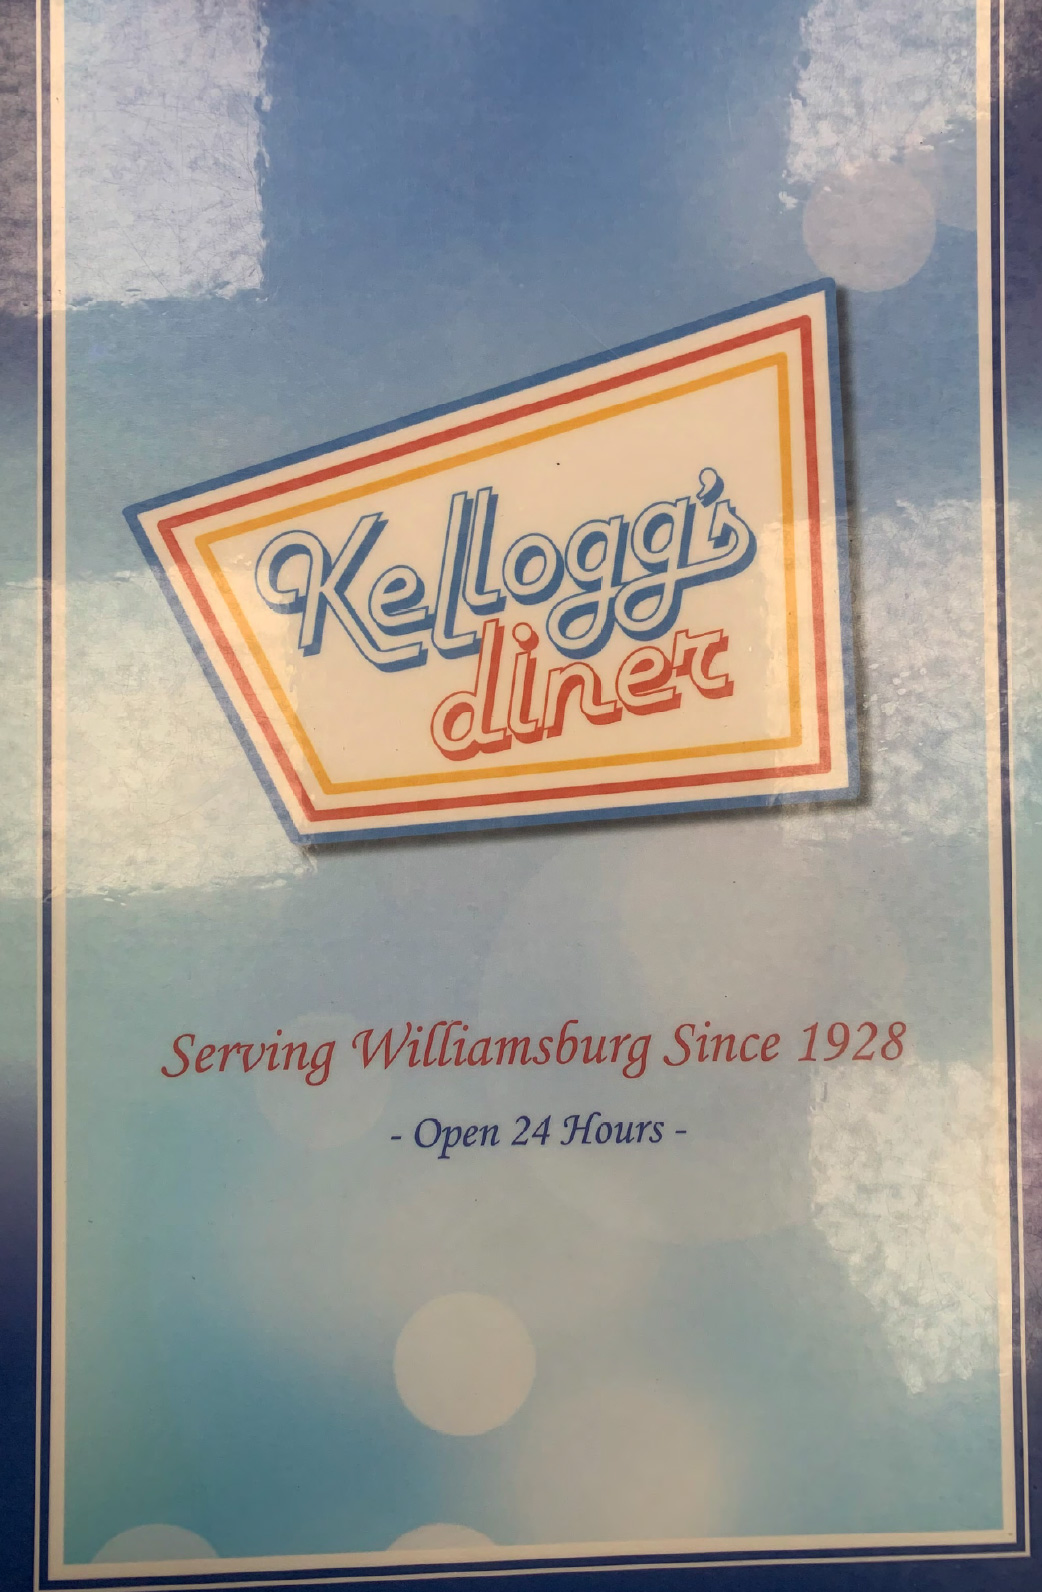 Kellogg's
diner
Serving Williamsburg Since 1928
- Open 24 Hours -